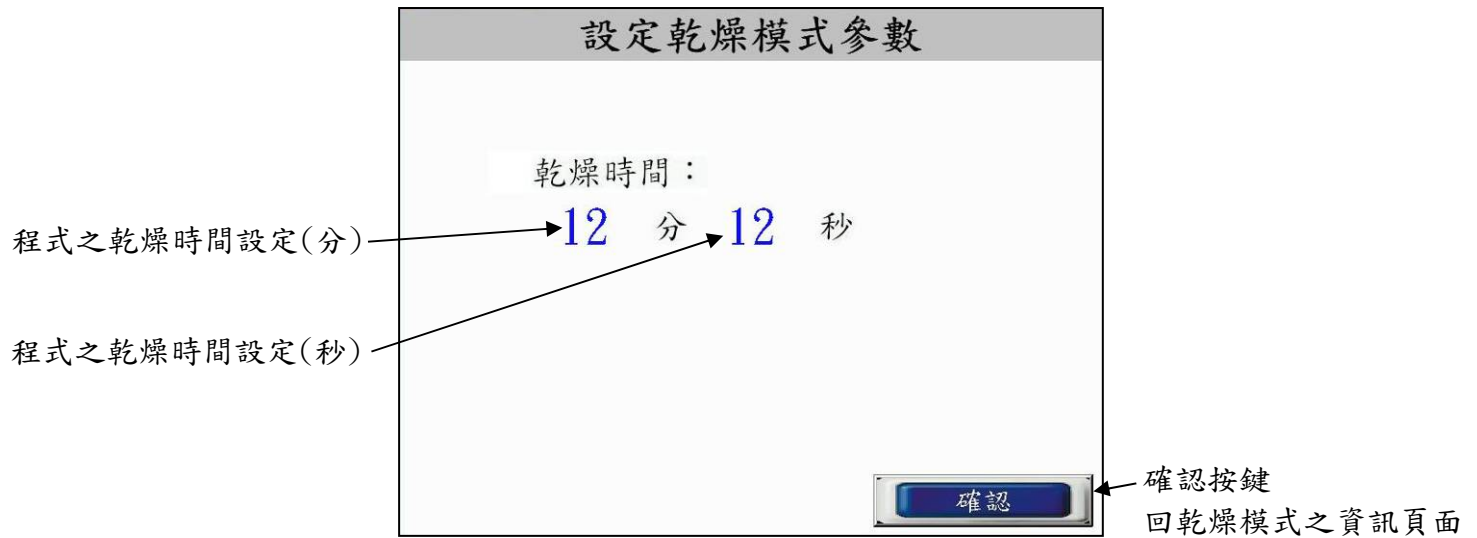 設定乾燥模式參數
乾燥時間：
12 分 12 秒
程式之乾燥時間設定(分)
程式之乾燥時間設定(秒)
確認
確認按鍵
回乾燥模式之資訊頁面